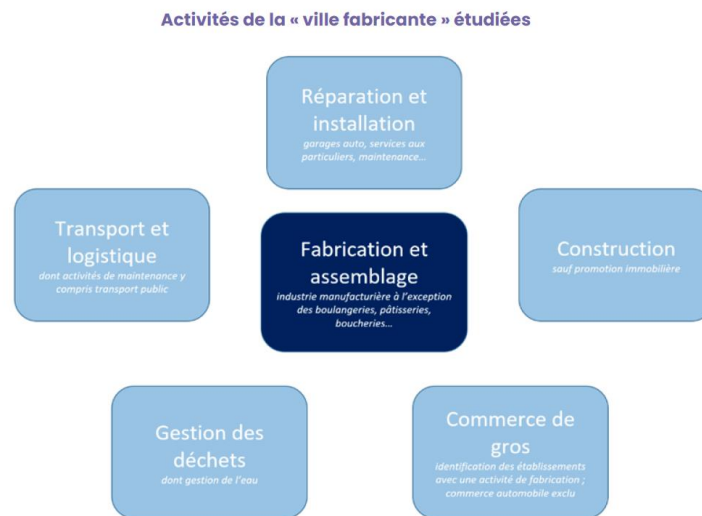 Activités de la « ville fabricante » étudiées
Réparation et
installation
garages auto, services aux
particuliers, maintenance...
Transport et
logistique
dont activités de maintenance y
compris transport public
Fabrication et
assemblage
industrie manufacturière à l'exception
des boulangeries, pâtisseries,
boucheries...
Construction
sauf promotion immobilière
Gestion des
déchets
dont gestion de l'eau
Commerce de
gros
identification des établissements
avec une activité de fabrication ;
commerce automobile exclu